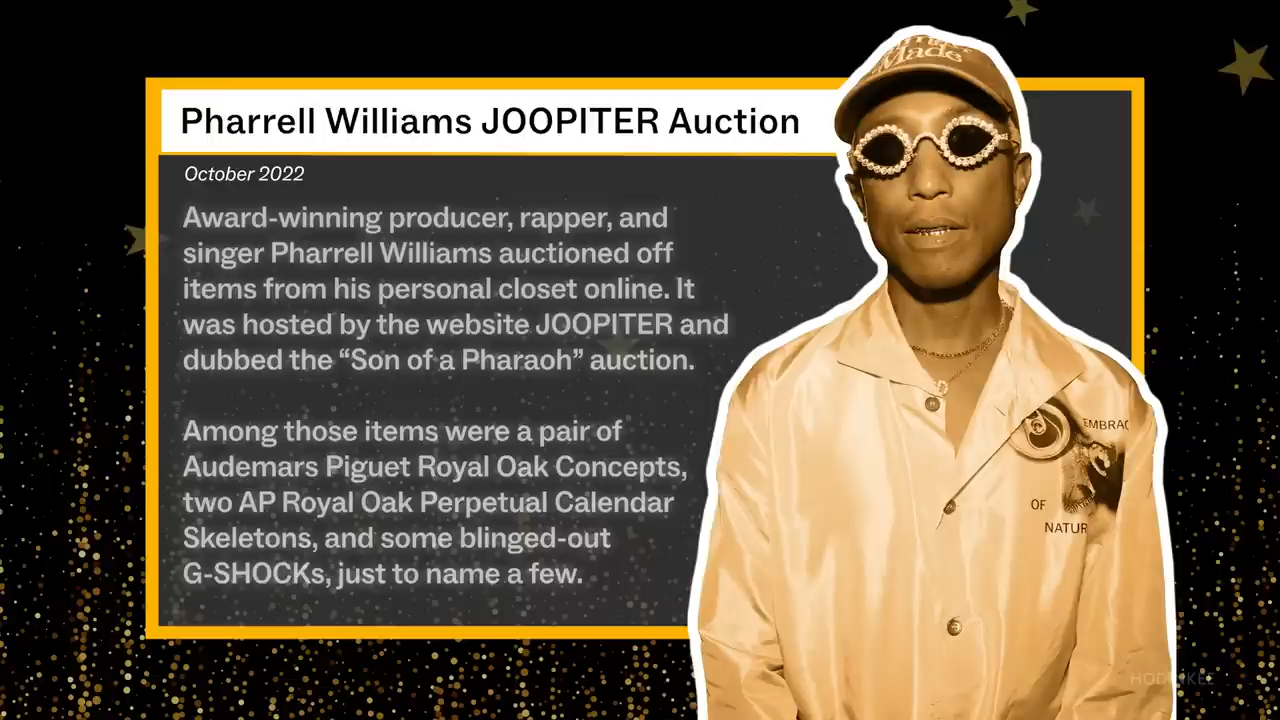 Pharrell Williams JOOPITER Auction
October 2022
Award-winning producer, rapper, and
singer Pharrell Williams auctioned off
items from his personal closet online. It
was hosted by the website JOOPITER and
dubbed the “Son of a Pharaoh” auction.
Among those items were a pair of
Audemars Piguet Royal Oak Concepts,
two AP Royal Oak Perpetual Calendar
Skeletons, and some blinged-out
G-SHOCKs, just to name a few.
Made
EMBRAC
OF
NATUR
HODINKEE